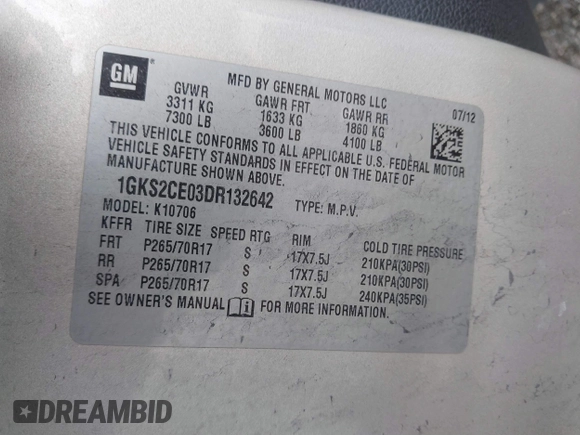 GM
MFD BY GENERAL MOTORS LLC
07/12
GVWR GAWR FRT GAWR RR
3311 KG 1633 KG 1860 KG
7300 LB 3600 LB 4100 LB
THIS VEHICLE CONFORMS TO ALL APPLICABLE U.S. FEDERAL MOTOR
VEHICLE SAFETY STANDARDS IN EFFECT ON THE DATE OF
MANUFACTURE SHOWN ABOVE.
1GKS2CE03DR132642
MODEL: K10706 TYPE: M.P.V.
KFFR TIRE SIZE SPEED RTG RIM COLD TIRE PRESSURE
FRT P265/70R17 S 17X7.5J 210KPA(30PSI)
RR P265/70R17 S 17X7.5J 210KPA(30PSI)
SPA P265/70R17 S 17X7.5J 240KPA(35PSI)
SEE OWNER'S MANUAL FOR MORE INFORMATION.
DREAMBID